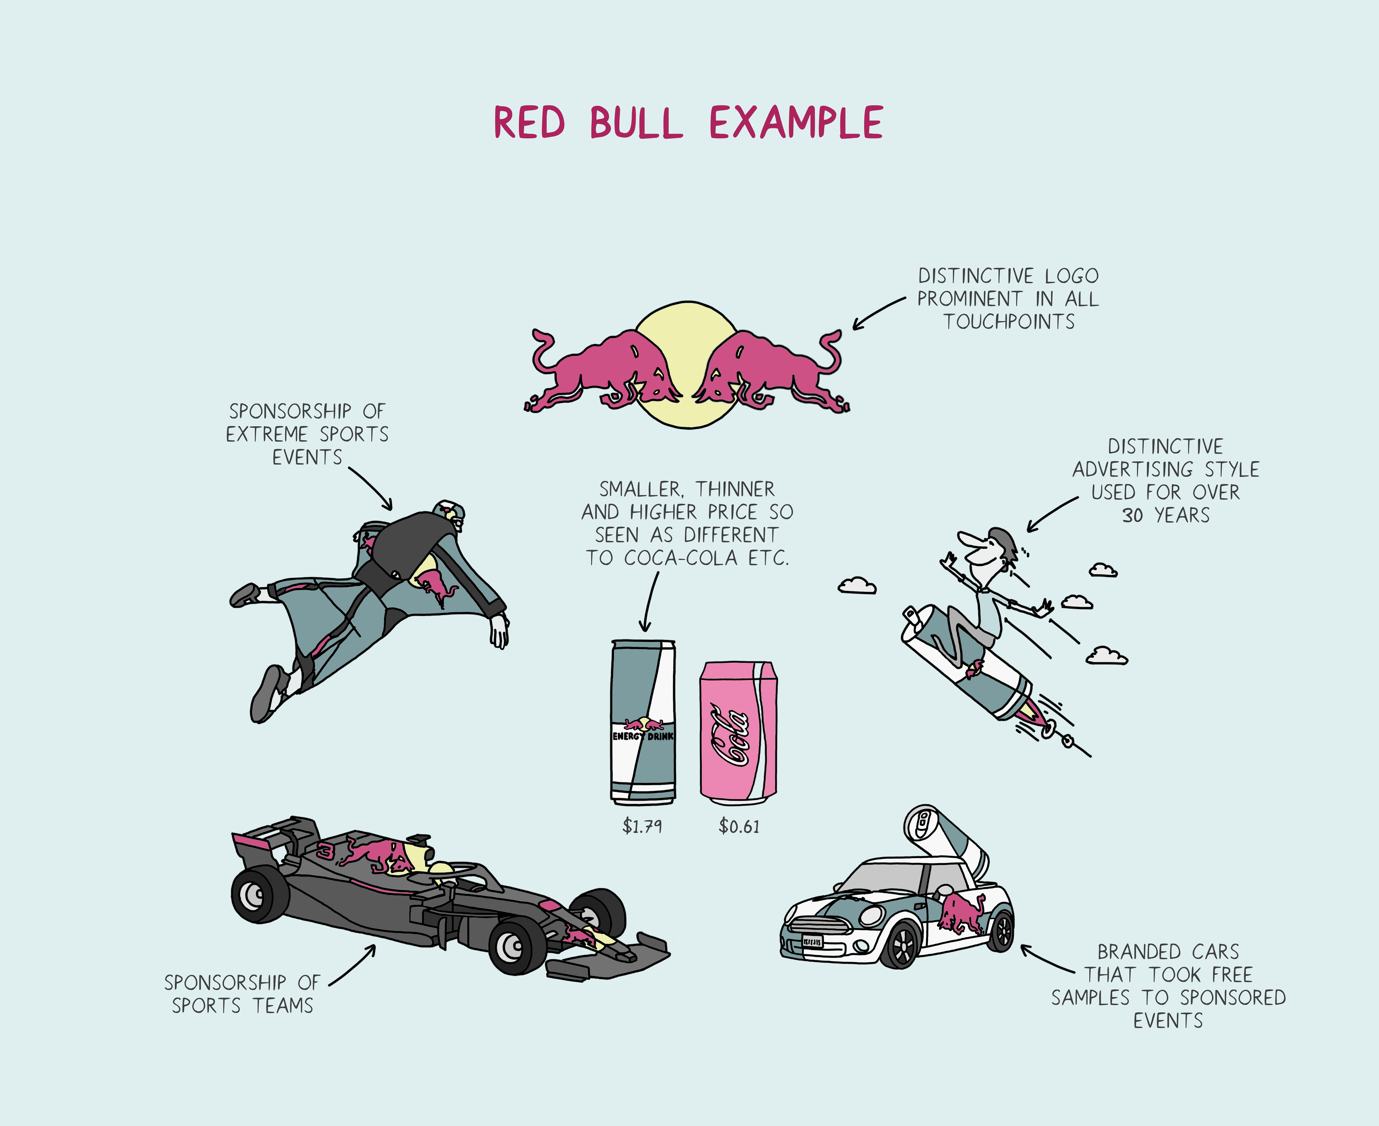 RED BULL EXAMPLE
DISTINCTIVE LOGO
PROMINENT IN ALL
TOUCHPOINTS
SPONSORSHIP OF
EXTREME SPORTS
EVENTS
SMALLER, THINNER
AND HIGHER PRICE SO
SEEN AS DIFFERENT
TO COCA-COLA ETC.
DISTINCTIVE
ADVERTISING STYLE
USED FOR OVER
30 YEARS
ENERGY DRINK
Cola
$1.79
$0.61
3
SPONSORSHIP OF
SPORTS TEAMS
BRANDED CARS
THAT TOOK FREE
SAMPLES TO SPONSORED
EVENTS